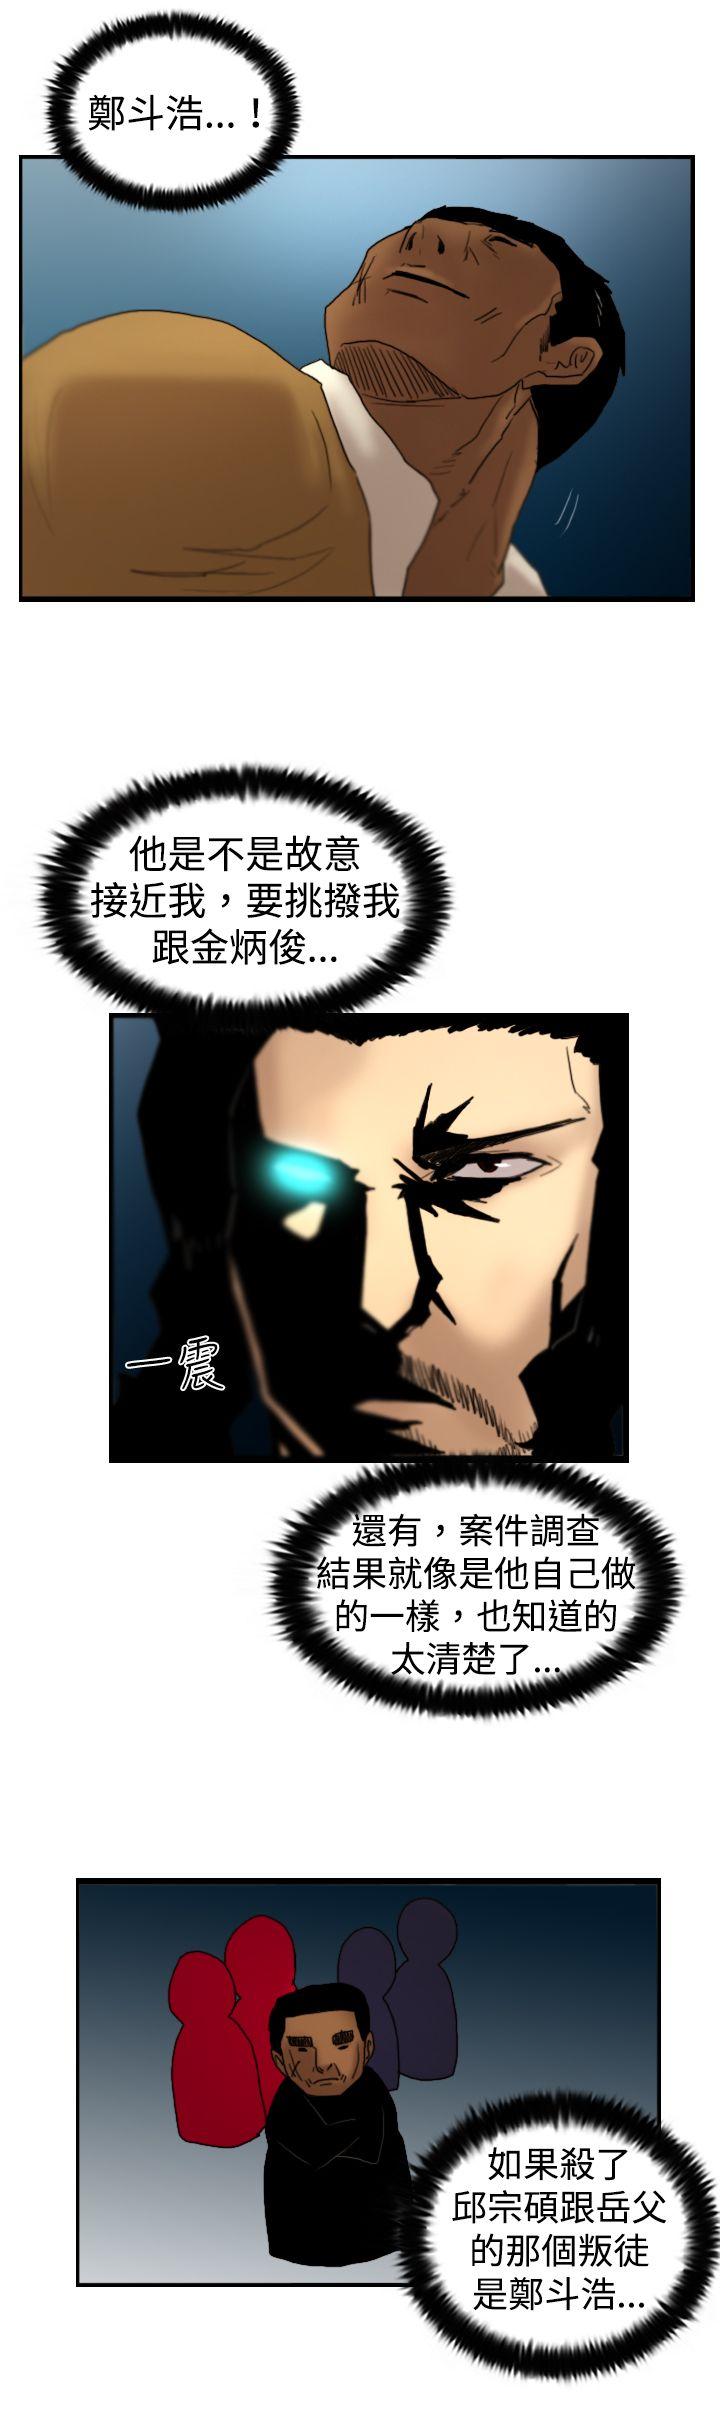 鄭斗浩...！
他是不是故意
接近我，要挑撥我
跟金炳俊...
一震
還有，案件調查
結果就像是他自己做
的一樣，也知道的
太清楚了...
如果殺了
邱宗碩跟岳父
的那個叛徒
是鄭斗浩...